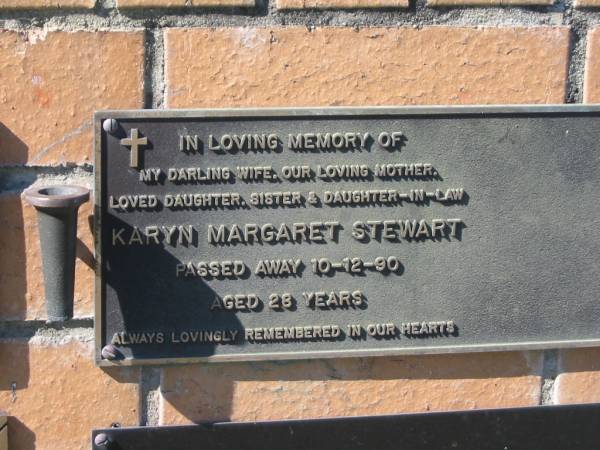 IN LOVING MEMORY OF
MY DARLING WIFE. OUR LOVING MOTHER.
LOVED DAUGHTER. SISTER & DAUGHTER-IN-LAW
KARYN MARGARET STEWART
PASSED AWAY 10-12-90
AGED 28 YEARS
ALWAYS LOVINGLY REMEMBERED IN OUR HEARTS